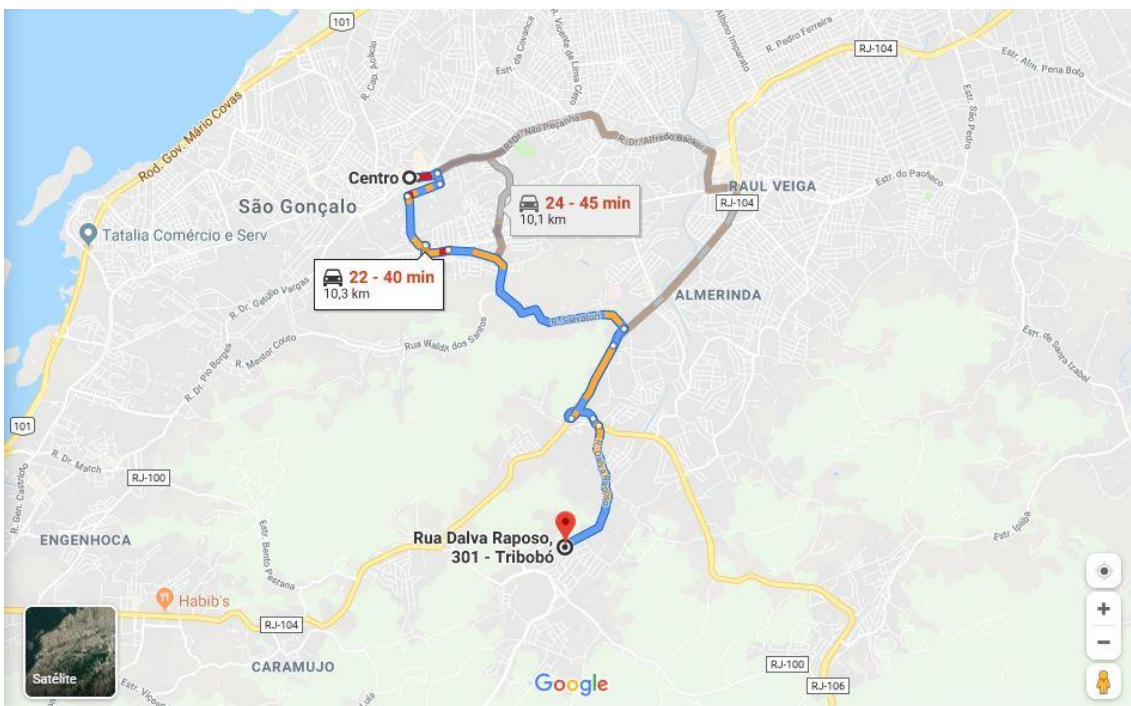 101
Albino Imparato
R. Pedro Ferreira
RJ-104
Estr. Alm. Pena Boto
R. Cap. Acácio
Estr. da Covanca
R. Vicente de Lima Cleto
Rod. Gov. Mário Covas
R. Dr. Nilo Peçanha
R. Dr. Alfredo Backer
Estr. São Pedro
Centro
São Gonçalo
24 - 45 min
10,1 km
RAUL VEIGA
RJ-104
Estr. do Pacheco
Tatalia Comércio e Serv
22 - 40 min
10,3 km
R. Dr. Getúlio Vargas
ALMERINDA
R. Salvatori
Rua Waldir dos Santos
R. Mentor Couto
R. Dr. Pio Borges
Estr. de Santa Izabel
101
R. Dr. March
RJ-100
R. Gen. Castrioto
R. Dalva Raposo
Estr. Ipiíba
ENGENHOCA
Estr. Bento Pestana
Rua Dalva Raposo,
301 - Tribobó
Habib's
RJ-104
CARAMUJO
Satélite
Google
RJ-100
RJ-106